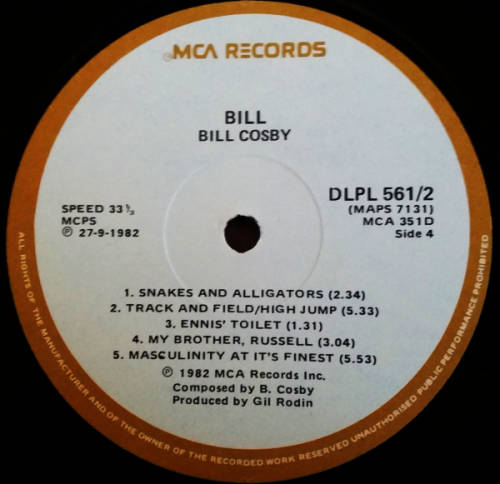 MCA RECORDS
BILL
BILL COSBY
SPEED 33⅓
MCPS
Ⓟ 27-9-1982
DLPL 561/2
(MAPS 7131)
MCA 351D
Side 4
1. SNAKES AND ALLIGATORS (2.34)
2. TRACK AND FIELD/HIGH JUMP (5.33)
3. ENNIS' TOILET (1.31)
4. MY BROTHER, RUSSELL (3.04)
5. MASCULINITY AT IT'S FINEST (5.53)
Ⓟ 1982 MCA Records Inc.
Composed by B. Cosby
Produced by Gil Rodin
ALL RIGHTS OF THE MANUFACTURER AND OF THE OWNER OF THE RECORDED WORK RESERVED UNAUTHORISED PUBLIC PERFORMANCE PROHIBITED